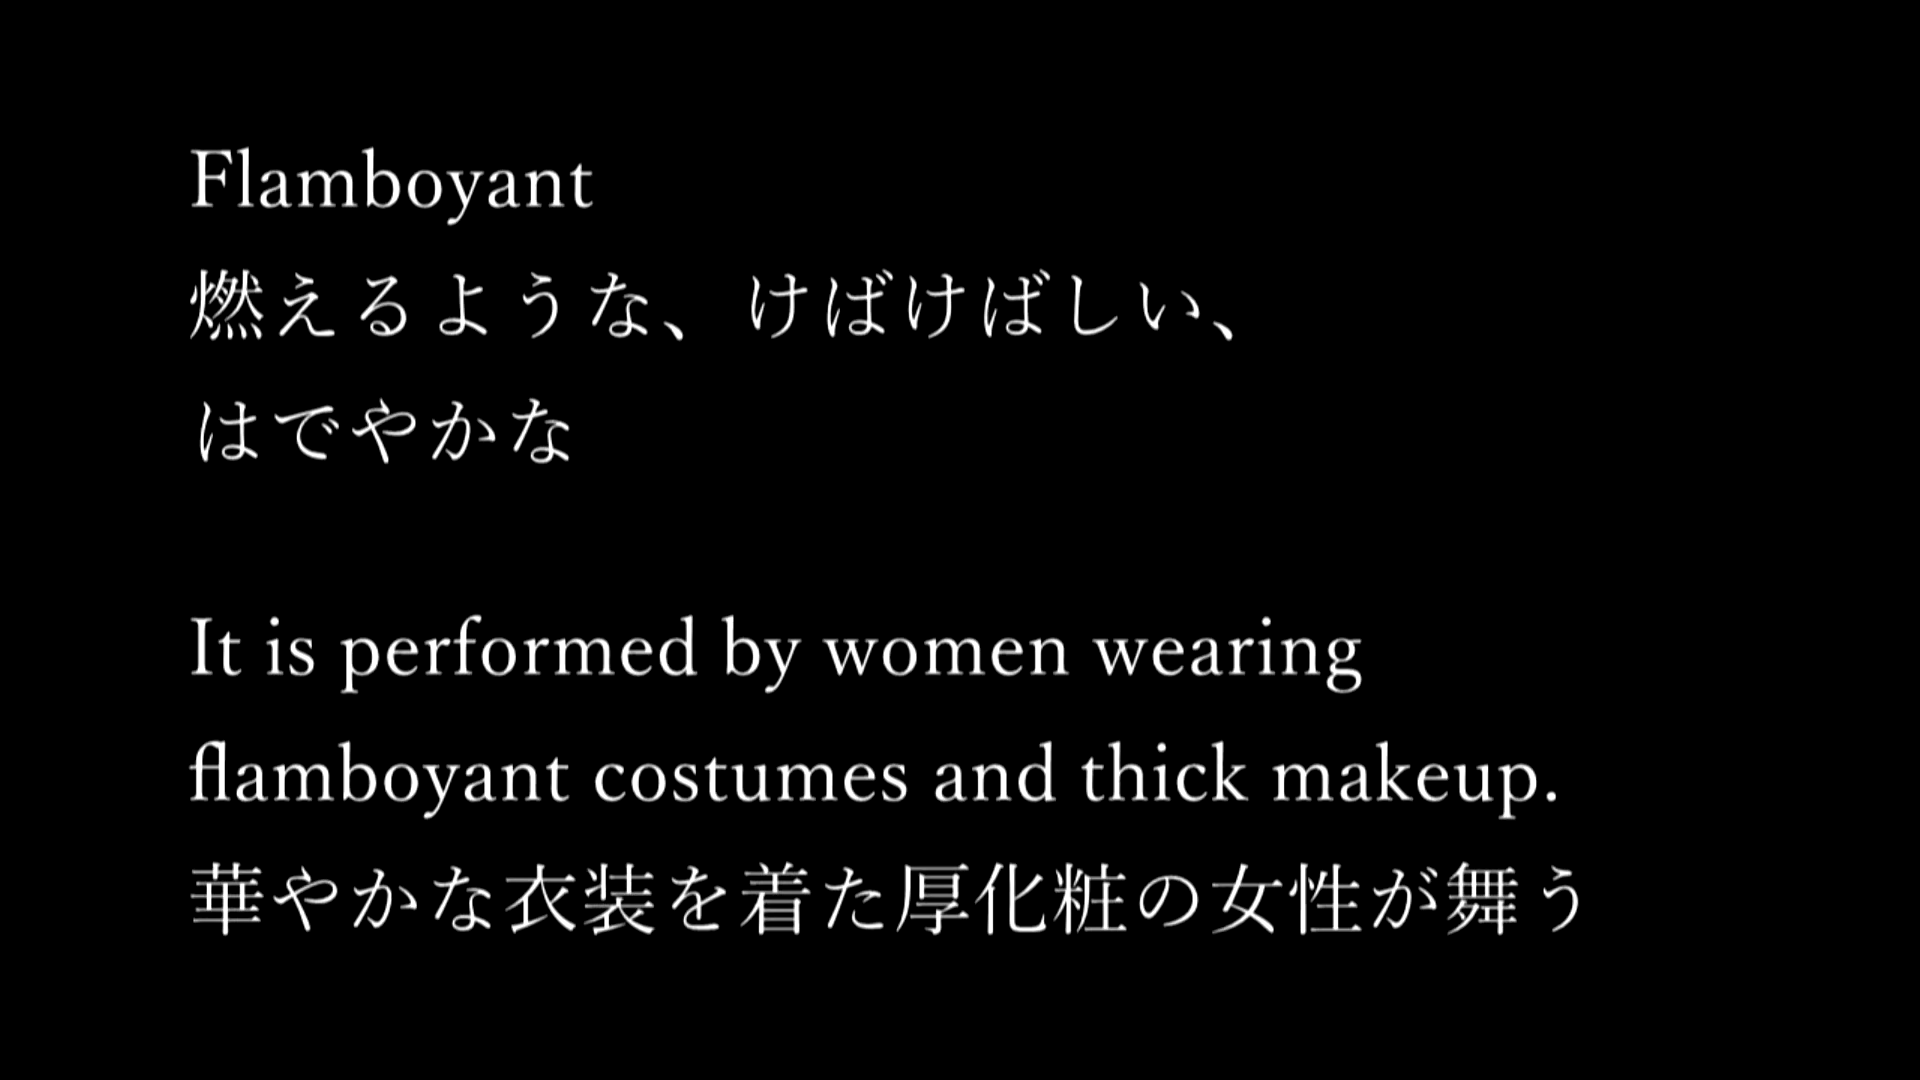 Flamboyant
燃えるような、けばけばしい、
はでやかな
It is performed by women wearing
flamboyant costumes and thick makeup.
華やかな衣装を着た厚化粧の女性が舞う